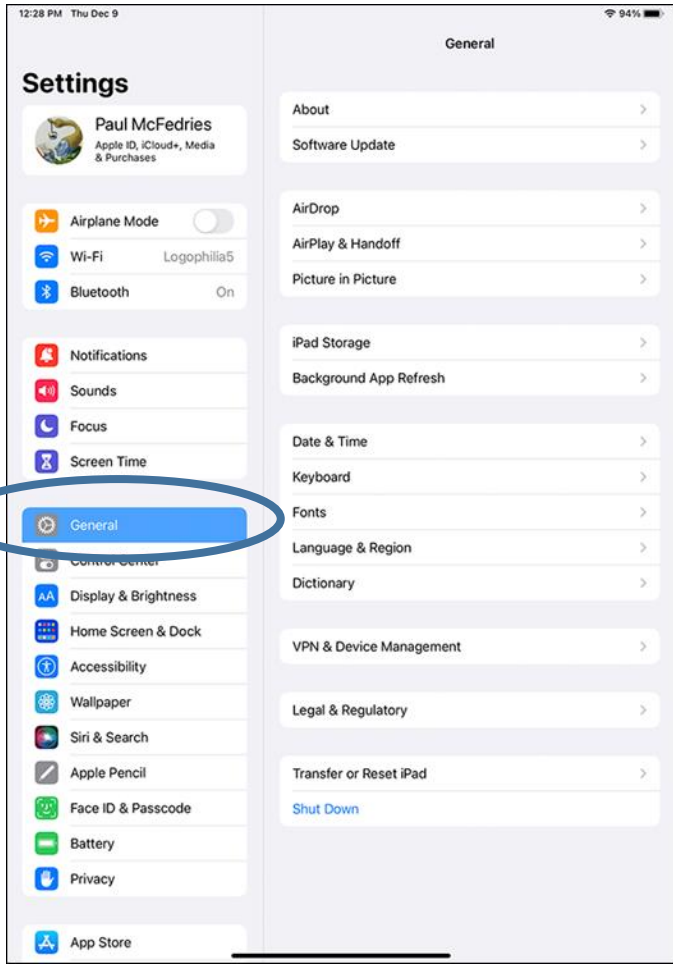 12:28 PM Thu Dec 9
94%
Settings
Paul McFedries
Apple ID, iCloud+, Media
& Purchases
Airplane Mode
Wi-Fi Logophilia5
Bluetooth On
Notifications
Sounds
Focus
Screen Time
General
Control Center
Display & Brightness
Home Screen & Dock
Accessibility
Wallpaper
Siri & Search
Apple Pencil
Face ID & Passcode
Battery
Privacy
App Store
General
About
Software Update
AirDrop
AirPlay & Handoff
Picture in Picture
iPad Storage
Background App Refresh
Date & Time
Keyboard
Fonts
Language & Region
Dictionary
VPN & Device Management
Legal & Regulatory
Transfer or Reset iPad
Shut Down